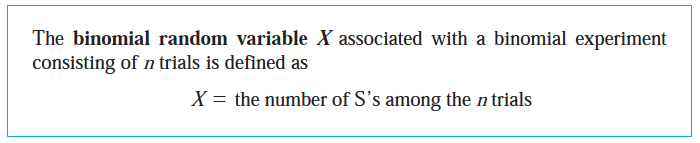 The binomial random variable X associated with a binomial experiment
consisting of n trials is defined as
X = the number of S’s among the n trials